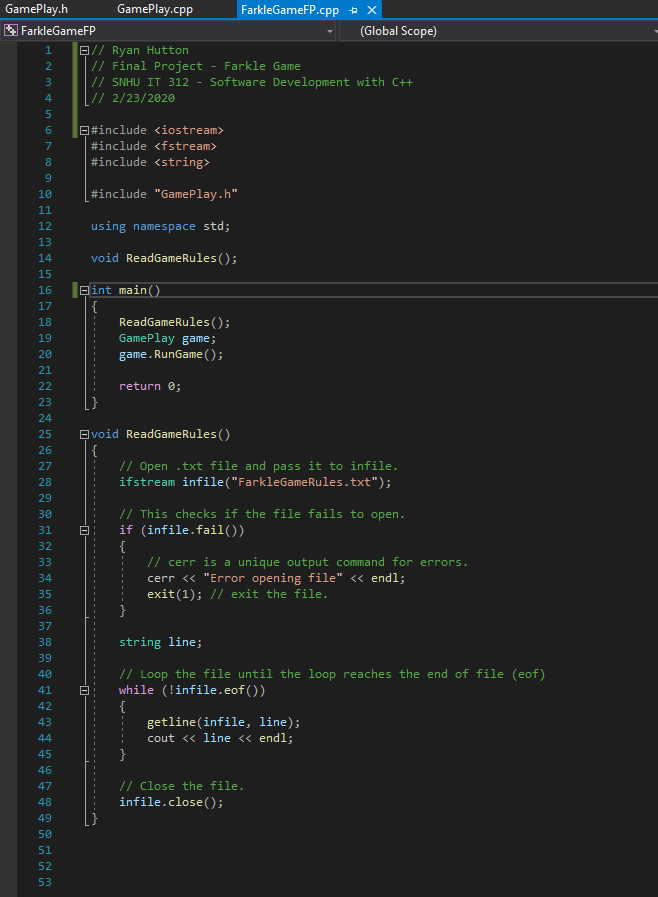 GamePlay.h GamePlay.cpp FarkleGameFP.cpp
FarkleGameFP (Global Scope)
1 // Ryan Hutton
2 // Final Project - Farkle Game
3 // SNHU IT 312 - Software Development with C++
4 // 2/23/2020
5
6 #include <iostream>
7 #include <fstream>
8 #include <string>
9
10 #include "GamePlay.h"
11
12 using namespace std;
13
14 void ReadGameRules();
15
16 int main()
17 {
18 ReadGameRules();
19 GamePlay game;
20 game.RunGame();
21
22 return 0;
23 }
24
25 void ReadGameRules()
26 {
27 // Open .txt file and pass it to infile.
28 ifstream infile("FarkleGameRules.txt");
29
30 // This checks if the file fails to open.
31 if (infile.fail())
32 {
33 // cerr is a unique output command for errors.
34 cerr << "Error opening file" << endl;
35 exit(1); // exit the file.
36 }
37
38 string line;
39
40 // Loop the file until the loop reaches the end of file (eof)
41 while (!infile.eof())
42 {
43 getline(infile, line);
44 cout << line << endl;
45 }
46
47 // Close the file.
48 infile.close();
49 }
50
51
52
53